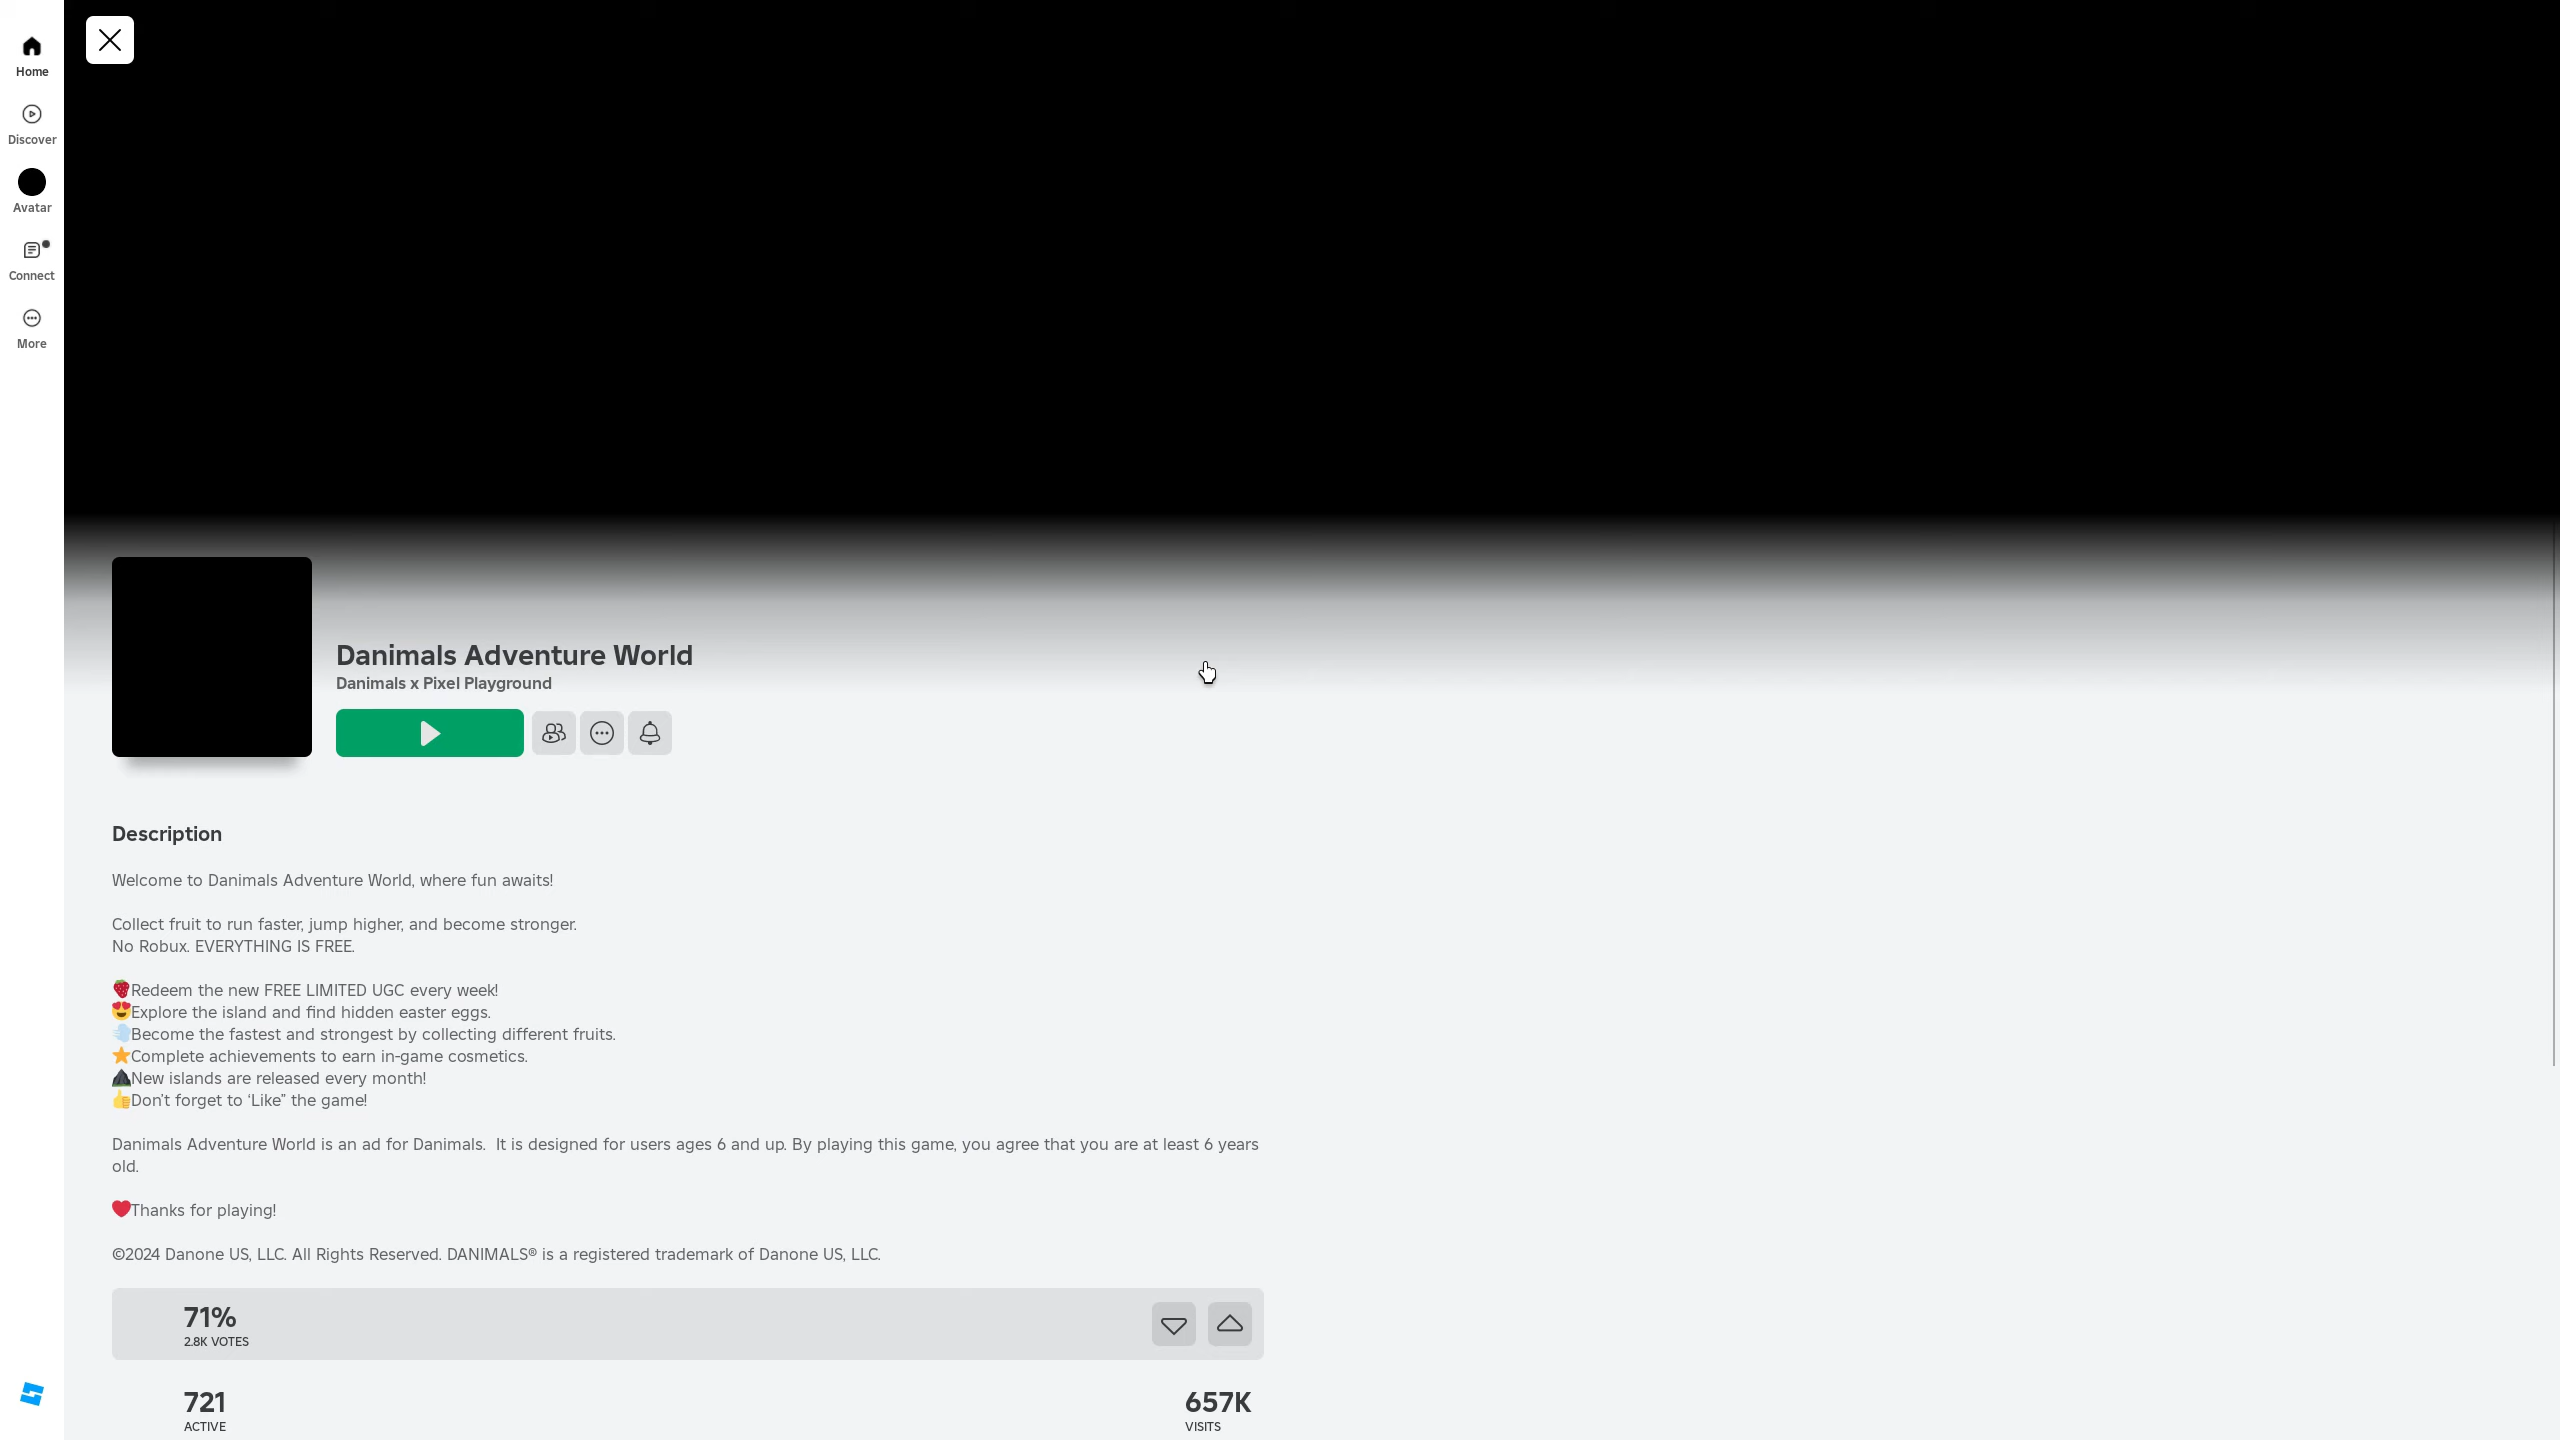 Home
Discover
Avatar
Connect
More
Danimals Adventure World
Danimals x Pixel Playground
Description
Welcome to Danimals Adventure World, where fun awaits!
Collect fruit to run faster, jump higher, and become stronger.
No Robux. EVERYTHING IS FREE.
🍓Redeem the new FREE LIMITED UGC every week!
😍Explore the island and find hidden easter eggs.
💨Become the fastest and strongest by collecting different fruits.
⭐Complete achievements to earn in-game cosmetics.
⛰️New islands are released every month!
👍Don't forget to ‘Like” the game!
Danimals Adventure World is an ad for Danimals.  It is designed for users ages 6 and up. By playing this game, you agree that you are at least 6 years
old.
❤️Thanks for playing!
©2024 Danone US, LLC. All Rights Reserved. DANIMALS® is a registered trademark of Danone US, LLC.
71%
2.8K VOTES
721
ACTIVE
657K
VISITS